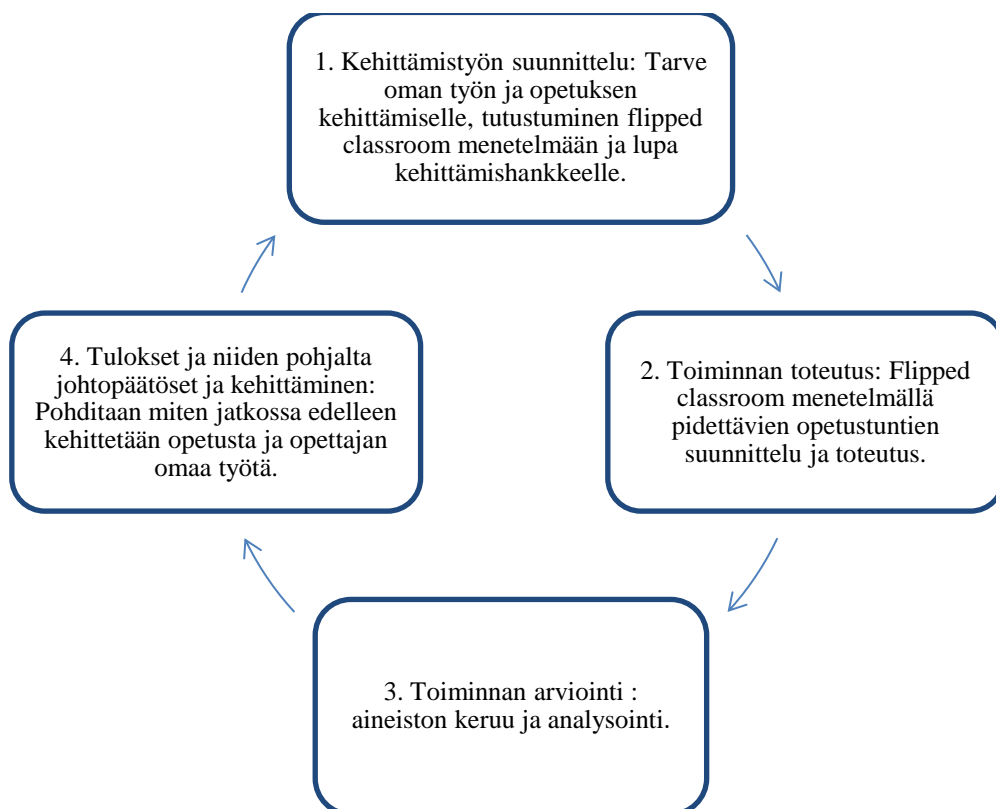 1. Kehittämistyön suunnittelu: Tarve
oman työn ja opetuksen
kehittämiselle, tutustuminen flipped
classroom menetelmään ja lupa
kehittämishankkeelle.
2. Toiminnan toteutus: Flipped
classroom menetelmällä
pidettävien opetustuntien
suunnittelu ja toteutus.
3. Toiminnan arviointi :
aineiston keruu ja analysointi.
4. Tulokset ja niiden pohjalta
johtopäätöset ja kehittäminen:
Pohditaan miten jatkossa edelleen
kehittetään opetusta ja opettajan
omaa työtä.